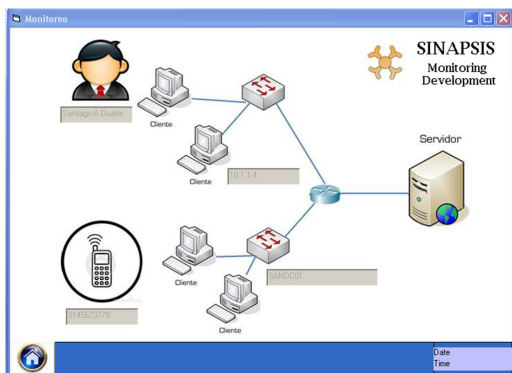 Monitoreo
SINAPSIS
Monitoring
Development
Santiago A Duarte
Cliente
Servidor
Cliente
10.1.1.4
Cliente
SANDC01
Cliente
3145673778
Date
Time